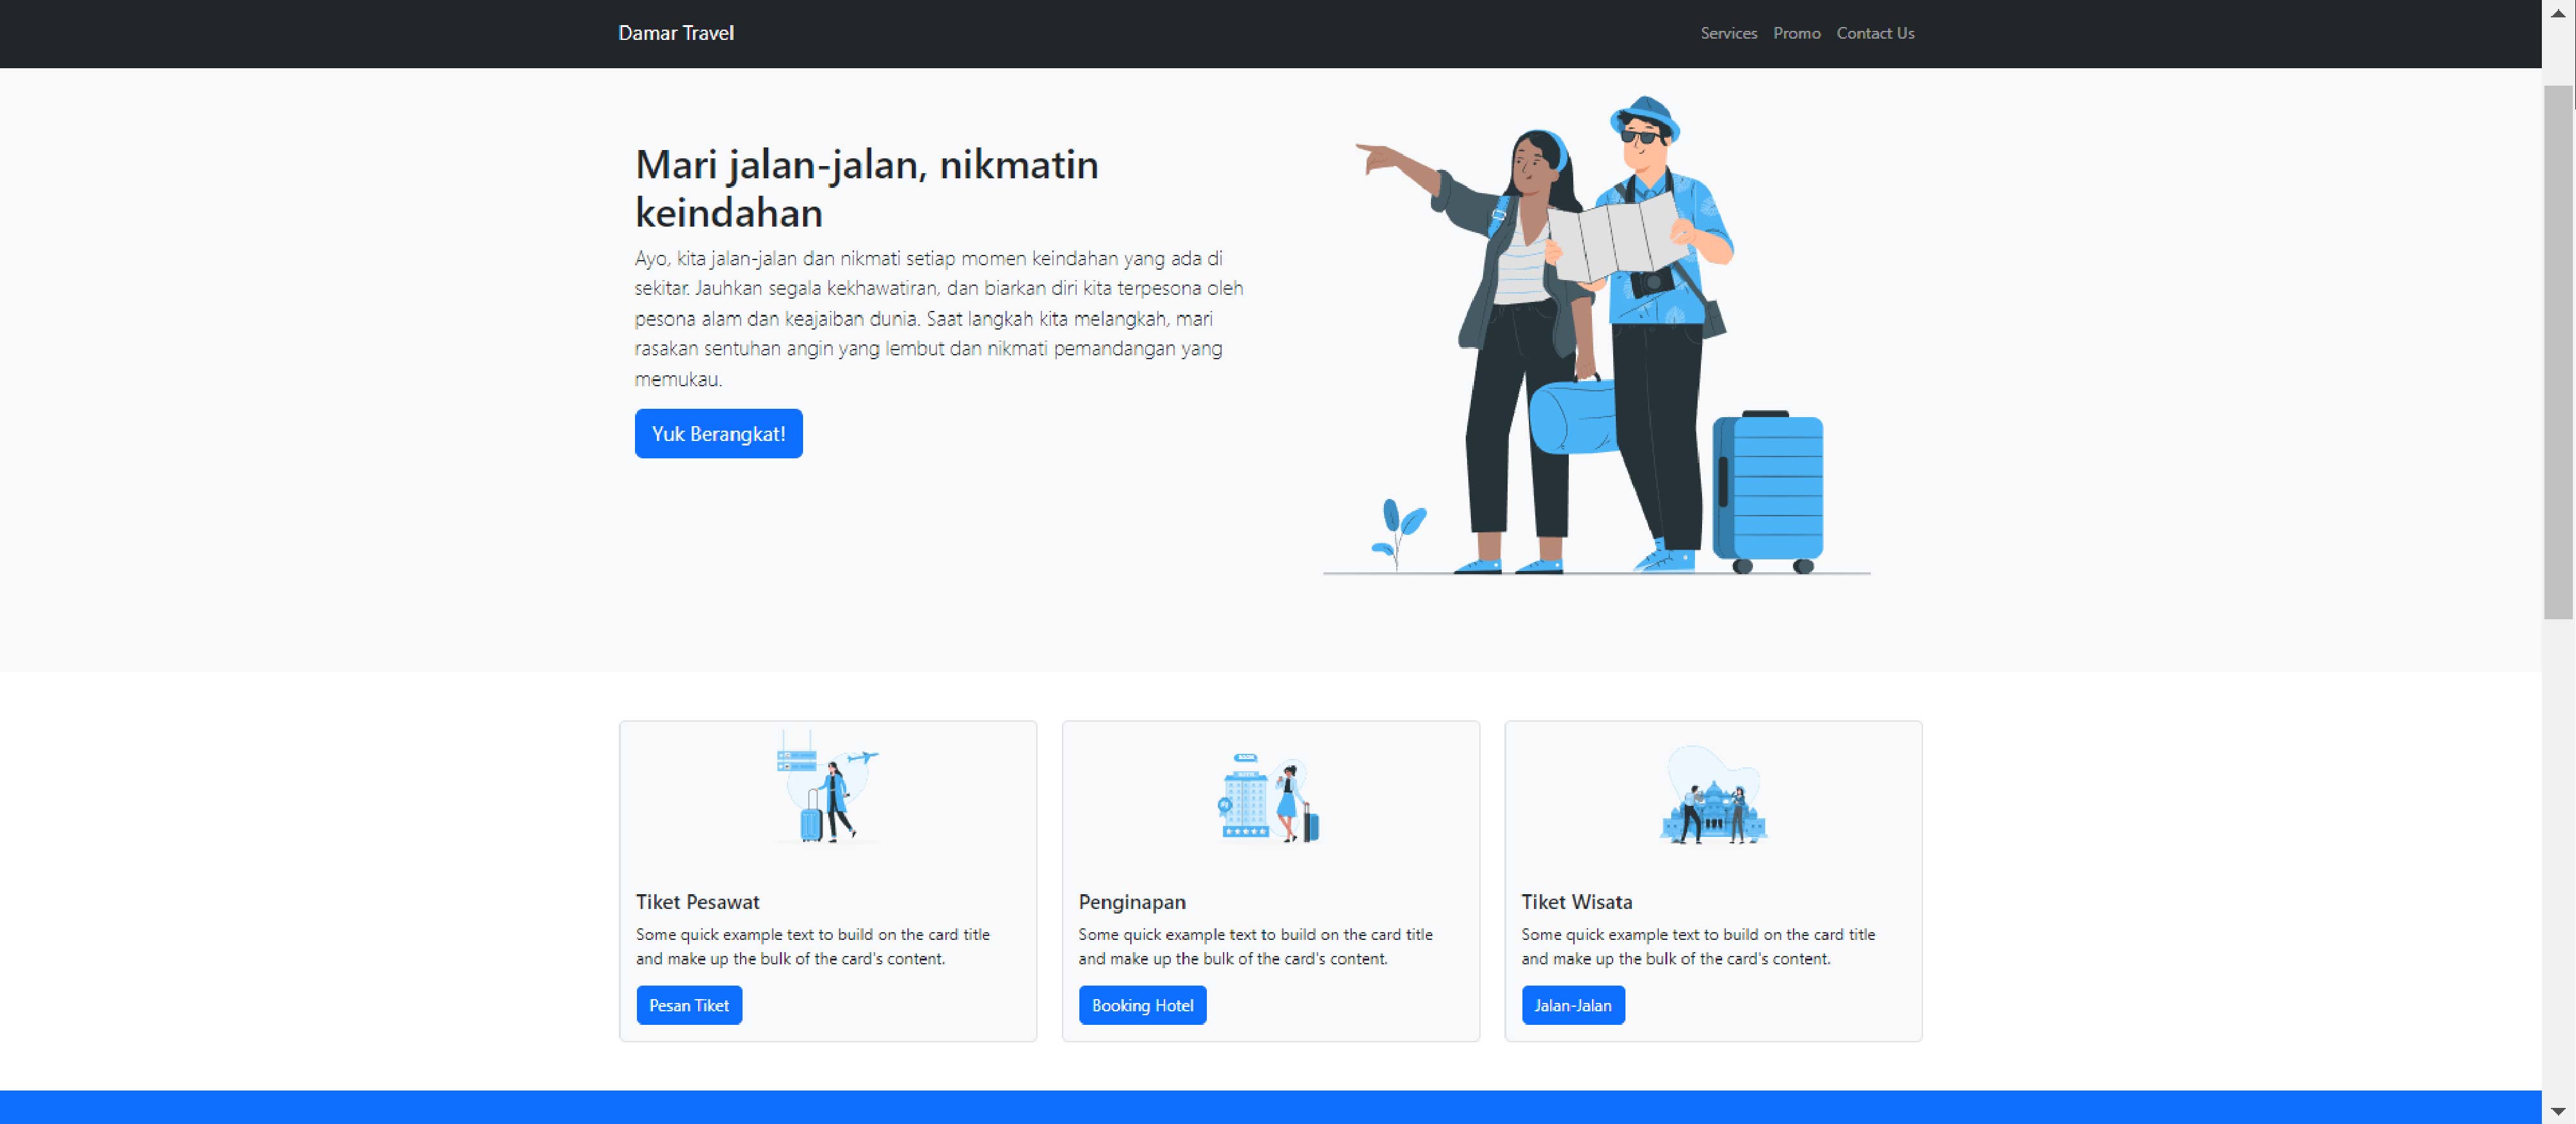 Damar Travel
Services Promo Contact Us
Mari jalan-jalan, nikmatin
keindahan
Ayo, kita jalan-jalan dan nikmati setiap momen keindahan yang ada di
sekitar. Jauhkan segala kekhawatiran, dan biarkan diri kita terpesona oleh
pesona alam dan keajaiban dunia. Saat langkah kita melangkah, mari
rasakan sentuhan angin yang lembut dan nikmati pemandangan yang
memukau.
Yuk Berangkat!
Tiket Pesawat
Some quick example text to build on the card title
and make up the bulk of the card's content.
Pesan Tiket
Penginapan
Some quick example text to build on the card title
and make up the bulk of the card's content.
Booking Hotel
Tiket Wisata
Some quick example text to build on the card title
and make up the bulk of the card's content.
Jalan-Jalan